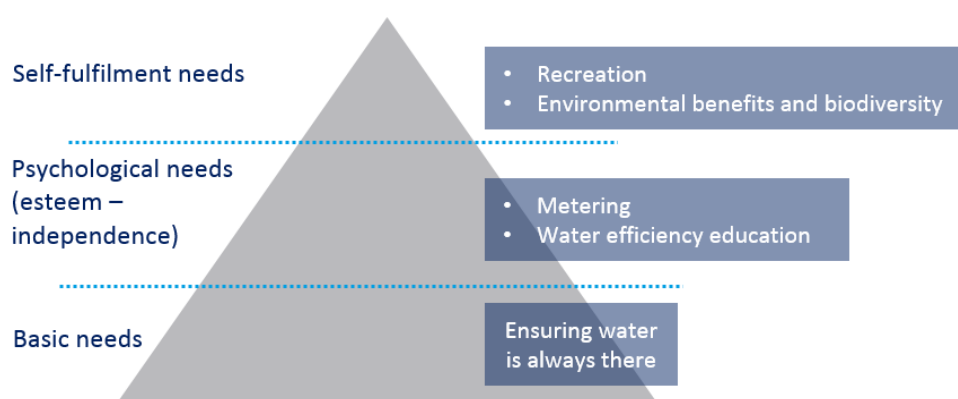 Self-fulfilment needs
• Recreation
• Environmental benefits and biodiversity
Psychological needs
(esteem –
independence)
• Metering
• Water efficiency education
Basic needs
Ensuring water
is always there